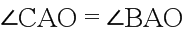 ∠CAO = ∠BAO